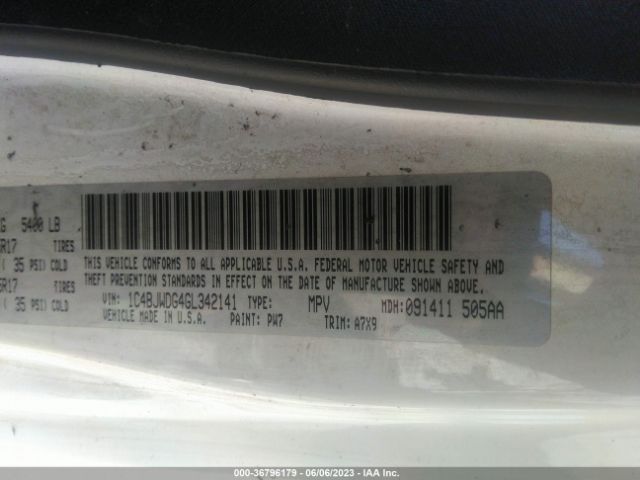 G 5400 LB
R17 TIRES
( 35 PSI) COLD
R17 TIRES
( 35 PSI) COLD
THIS VEHICLE CONFORMS TO ALL APPLICABLE U.S.A. FEDERAL MOTOR VEHICLE SAFETY AND
THEFT PREVENTION STANDARDS IN EFFECT ON THE DATE OF MANUFACTURE SHOWN ABOVE.
VIN: 1C4BJWDG4GL342141 TYPE: MPV MDH: 091411 505AA
VEHICLE MADE IN U.S.A. PAINT: PW7 TRIM: A7X9
000-36796179 - 06/06/2023 - IAA Inc.